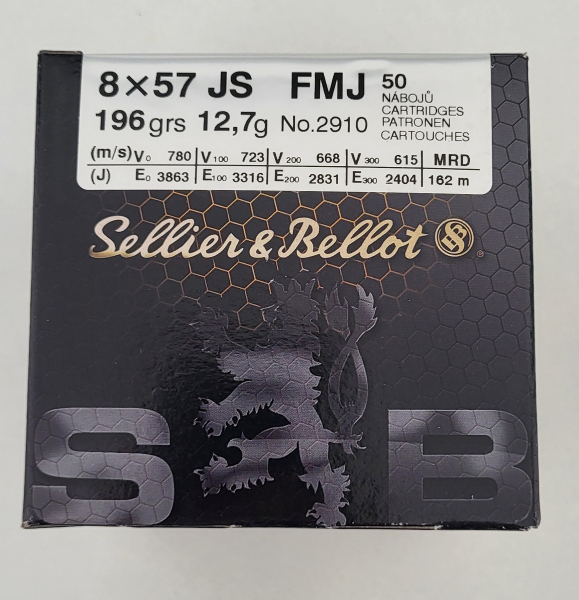 8×57 JS FMJ 50
NÁBOJŮ
CARTRIDGES
PATRONEN
CARTOUCHES
196 grs 12,7g No.2910
(m/s) V0 780 V100 723 V200 668 V300 615 MRD
(J) E0 3863 E100 3316 E200 2831 E300 2404 162 m
Sellier & Bellot SB ®
S B